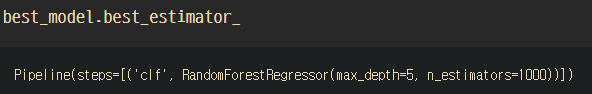 best_model.best_estimator_
Pipeline(steps=[('clf', RandomForestRegressor(max_depth=5, n_estimators=1000))])